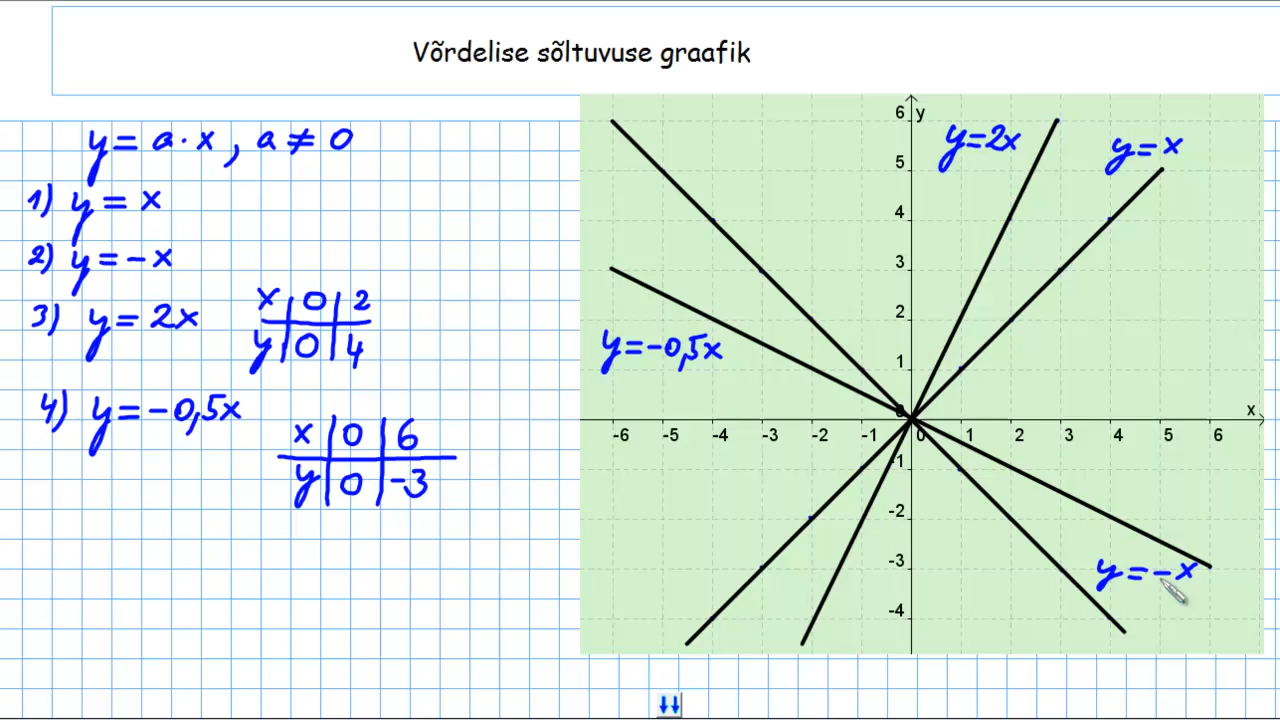 Võrdelise sõltuvuse graafik
y = a · x , a ≠ 0
1) y = x
2) y = -x
3) y = 2x
x | 0 | 2
y | 0 | 4
4) y = -0,5x
x | 0 | 6
y | 0 | -3
y
y=2x
y=x
6
5
4
3
2
1
0
y=-0,5x
x
-6 -5 -4 -3 -2 -1 0 1 2 3 4 5 6
-1
-2
-3
-4
y=-x